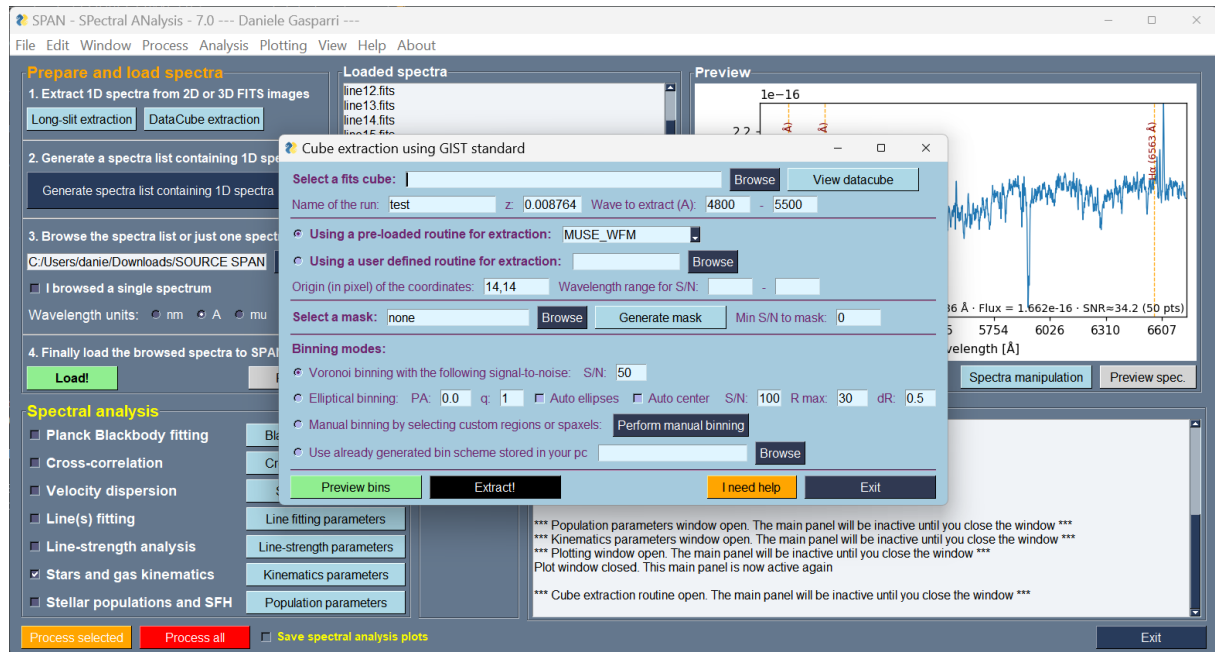 SPAN - SPectral ANalysis - 7.0 --- Daniele Gasparri ---
File Edit Window Process Analysis Plotting View Help About
Prepare and load spectra
1. Extract 1D spectra from 2D or 3D FITS images
Long-slit extraction DataCube extraction
2. Generate a spectra list containing 1D spe
Generate spectra list containing 1D spectra
3. Browse the spectra list or just one spect
C:/Users/danie/Downloads/SOURCE SPAN
I browsed a single spectrum
Wavelength units: nm A mu
4. Finally load the browsed spectra to SPA
Load!
Loaded spectra
line12.fits
line13.fits
line14.fits
line15.fits
Preview
1e−16
2.2
Å)
Å)
Hα (6563 Å)
36 Å · Flux = 1.662e-16 · SNR≈34.2 (50 pts)
5754 6026 6310 6607
velength [Å]
Spectra manipulation Preview spec.
Cube extraction using GIST standard
Select a fits cube: Browse View datacube
Name of the run: test z: 0.008764 Wave to extract (A): 4800 - 5500
Using a pre-loaded routine for extraction: MUSE_WFM
Using a user defined routine for extraction: Browse
Origin (in pixel) of the coordinates: 14,14 Wavelength range for S/N: -
Select a mask: none Browse Generate mask Min S/N to mask: 0
Binning modes:
Voronoi binning with the following signal-to-noise: S/N: 50
Elliptical binning: PA: 0.0 q: 1 Auto ellipses Auto center S/N: 100 R max: 30 dR: 0.5
Manual binning by selecting custom regions or spaxels: Perform manual binning
Use already generated bin scheme stored in your pc Browse
Preview bins Extract! I need help Exit
Spectral analysis
Planck Blackbody fitting Bla
Cross-correlation Cr
Velocity dispersion S
Line(s) fitting Line fitting parameters
Line-strength analysis Line-strength parameters
Stars and gas kinematics Kinematics parameters
Stellar populations and SFH Population parameters
*** Population parameters window open. The main panel will be inactive until you close the window ***
*** Kinematics parameters window open. The main panel will be inactive until you close the window ***
*** Plotting window open. The main panel will be inactive until you close the window ***
Plot window closed. This main panel is now active again
*** Cube extraction routine open. The main panel will be inactive until you close the window ***
Process selected Process all Save spectral analysis plots Exit